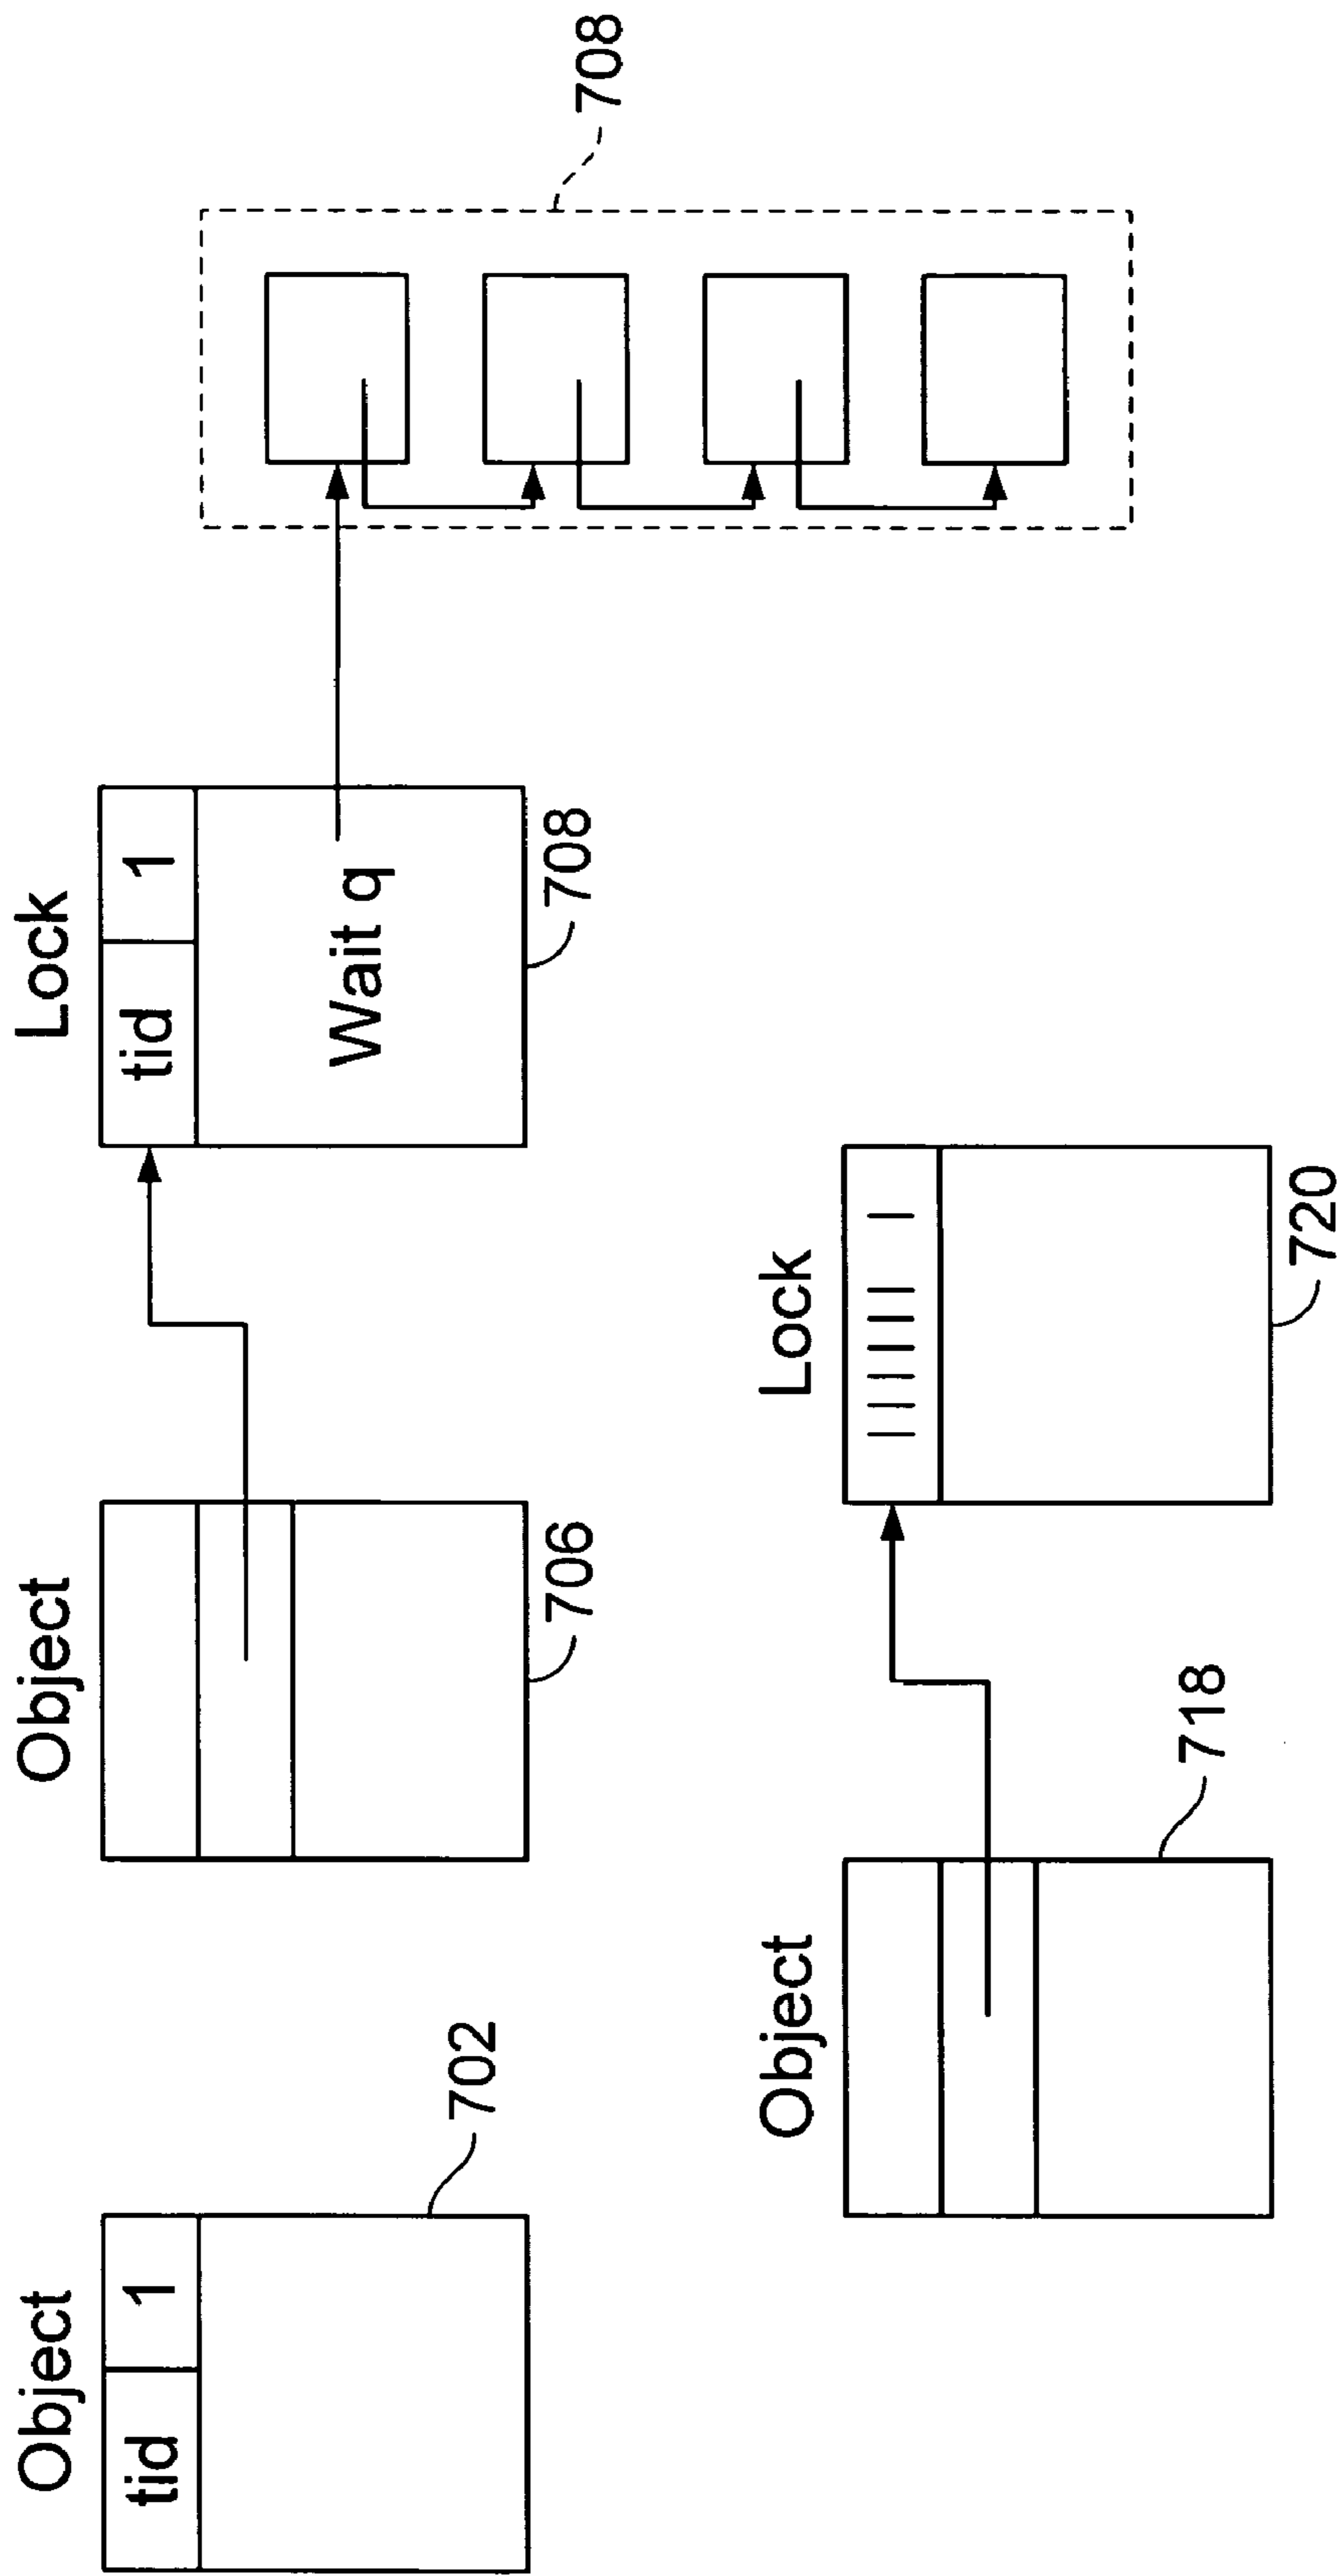 Object
tid 1
702
Object
706
Lock
tid 1
Wait q
708
708
Object
718
Lock
| | | | | | |
720